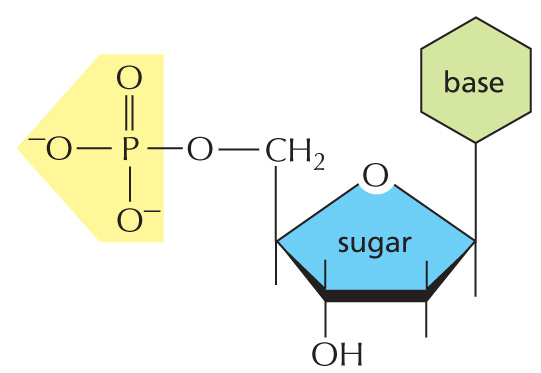 O
base
⁻O P O CH₂
O⁻
O
sugar
OH